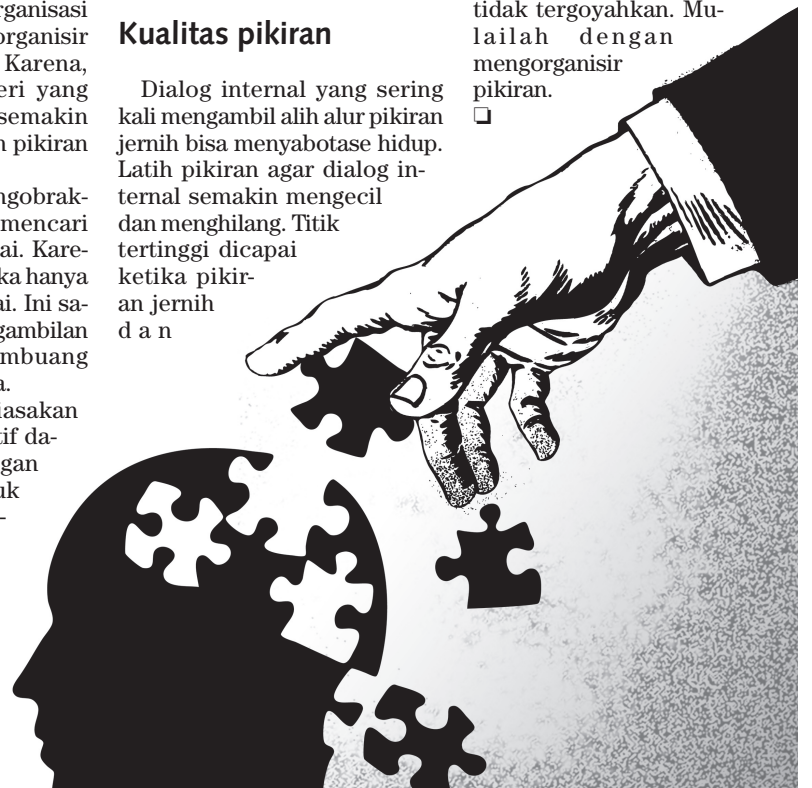 rganisasi
organisir
Karena,
eri yang
semakin
n pikiran
ngobrak-
mencari
ai. Kare-
ka hanya
ai. Ini sa-
gambilan
mbuang
a.
iasakan
tif da-
gan
uk
-
Kualitas pikiran
Dialog internal yang sering
kali mengambil alih alur pikiran
jernih bisa menyabotase hidup.
Latih pikiran agar dialog in-
ternal semakin mengecil
dan menghilang. Titik
tertinggi dicapai
ketika pikir-
an jernih
dan
tidak tergoyahkan. Mu-
lailah dengan
mengorganisir
pikiran.
❏